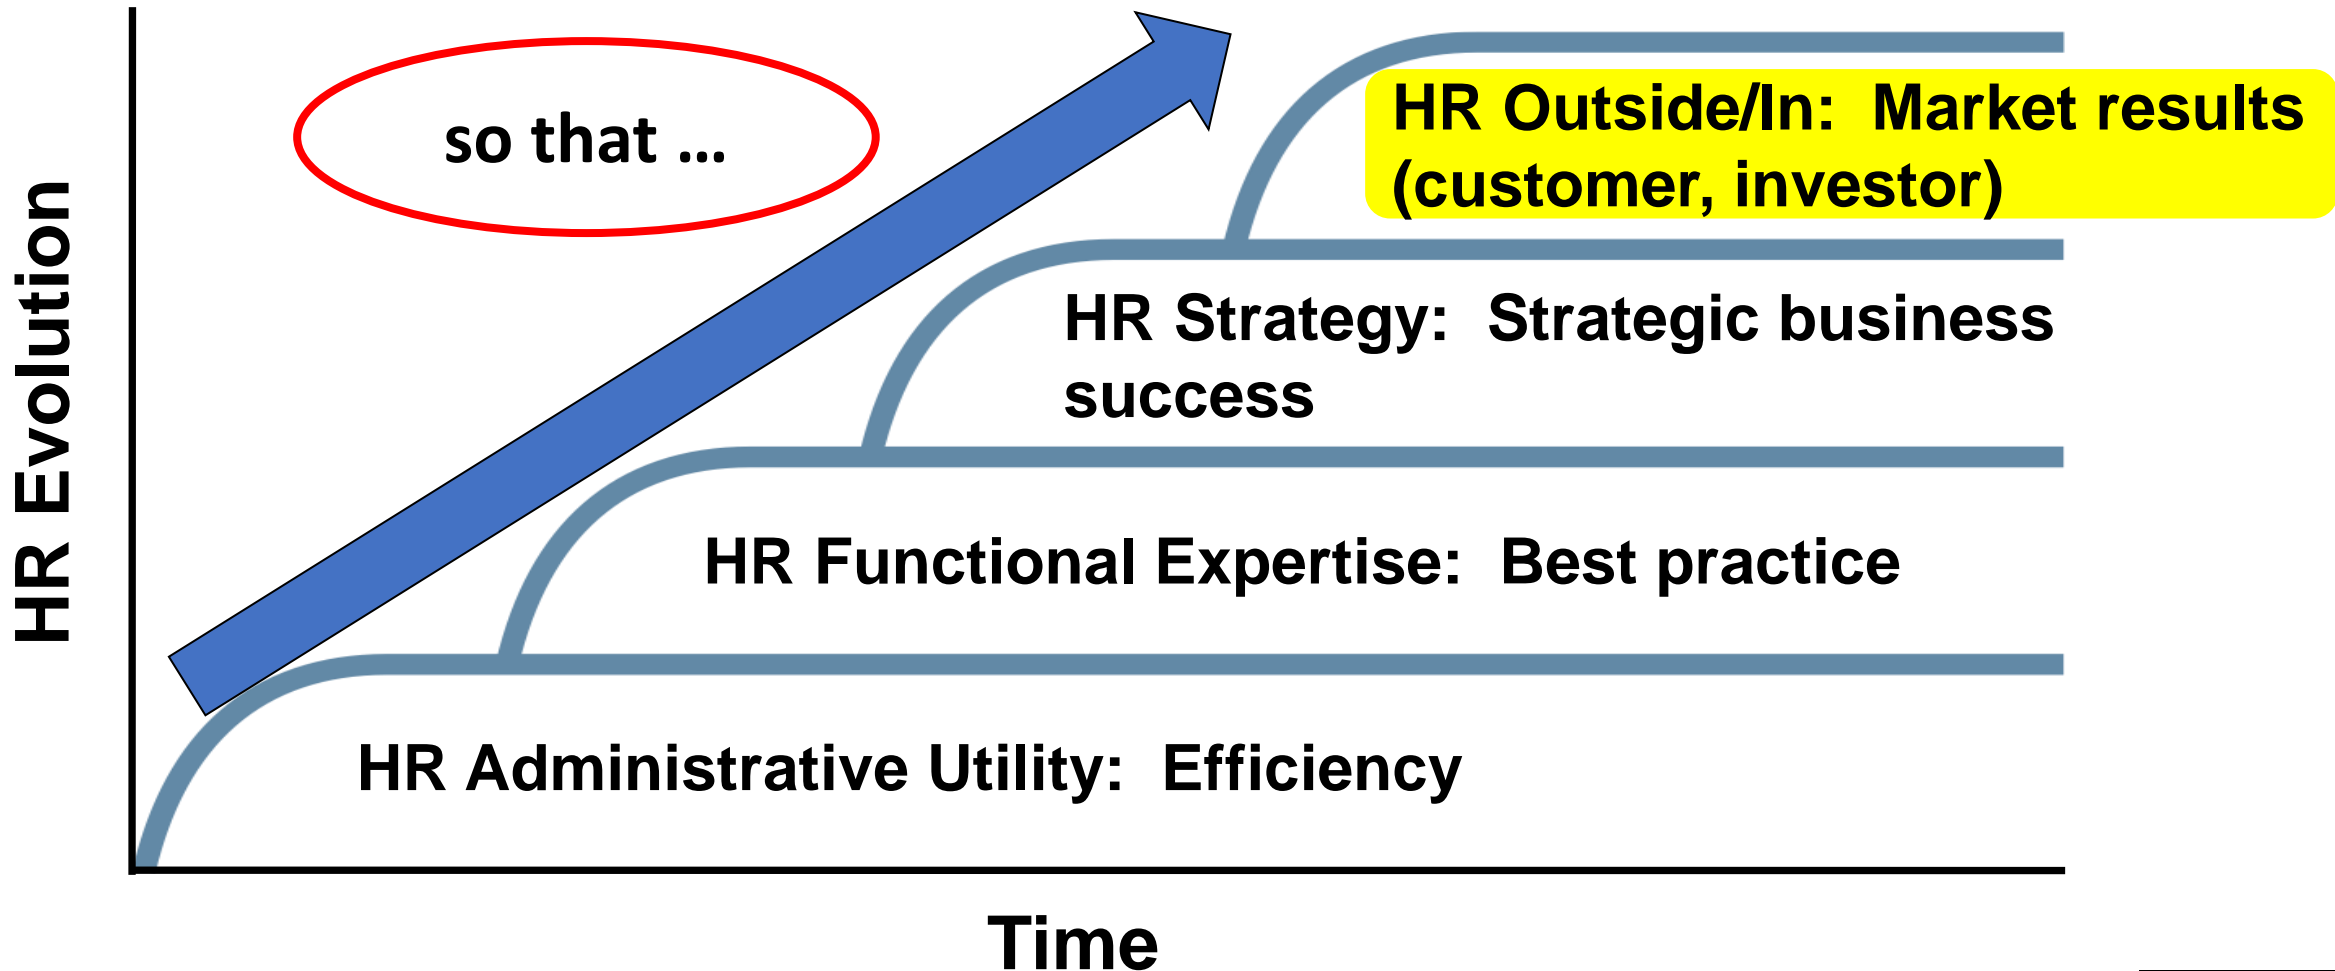 so that ...
HR Outside/In: Market results
(customer, investor)
HR Strategy: Strategic business
success
HR Functional Expertise: Best practice
HR Administrative Utility: Efficiency
HR Evolution
Time